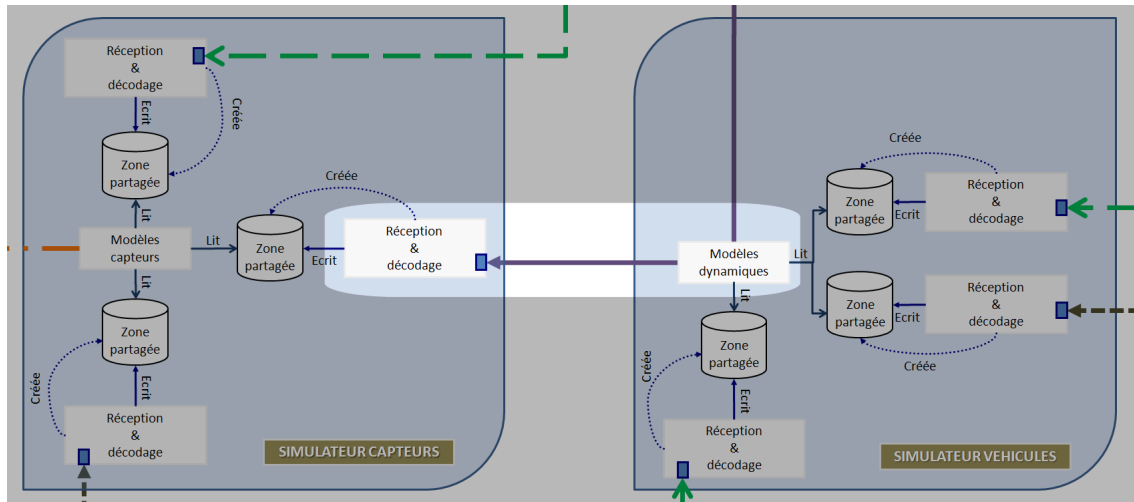 Réception
&
décodage
Créée
Ecrit
Zone
partagée
Lit
Modèles
capteurs
Lit
Zone
partagée
Créée
Ecrit
Réception
&
décodage
Lit
Zone
partagée
Créée
Ecrit
Réception
&
décodage
SIMULATEUR CAPTEURS
Modèles
dynamiques
Lit
Zone
partagée
Créée
Ecrit
Réception
&
décodage
Zone
partagée
Créée
Ecrit
Réception
&
décodage
Lit
Zone
partagée
Créée
Ecrit
Réception
&
décodage
SIMULATEUR VEHICULES